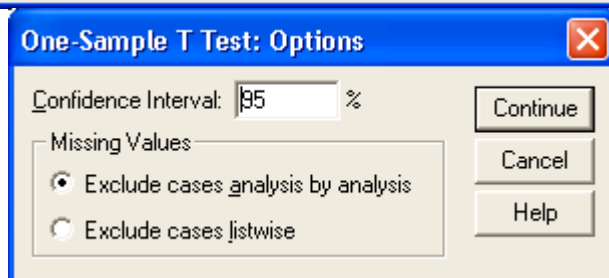 One-Sample T Test: Options
Confidence Interval: 95 %
Continue
Missing Values
Cancel
Exclude cases analysis by analysis
Help
Exclude cases listwise